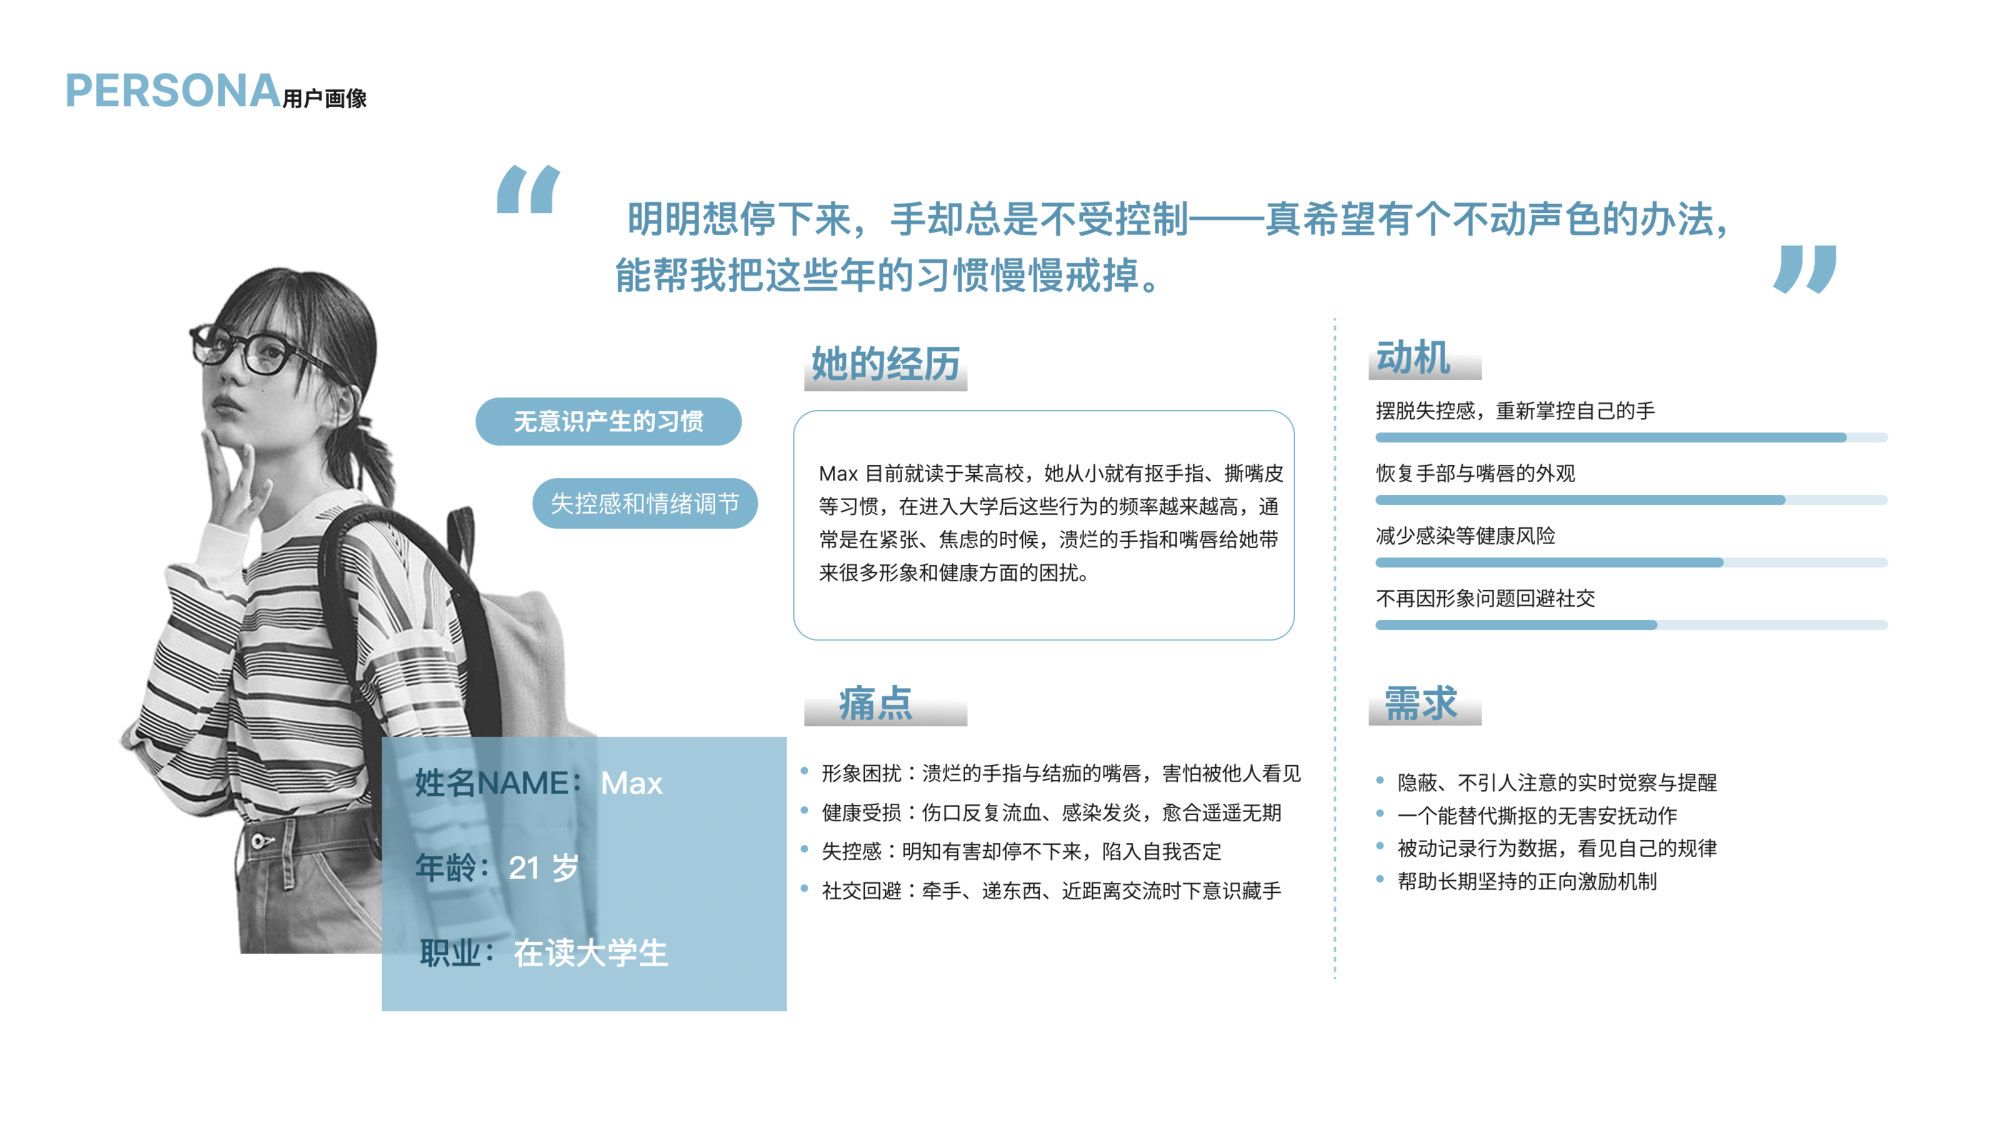 PERSONA用户画像
“
明明想停下来，手却总是不受控制——真希望有个不动声色的办法，
能帮我把这些年的习惯慢慢戒掉。
”
无意识产生的习惯
失控感和情绪调节
姓名NAME：Max
年龄：21 岁
职业：在读大学生
她的经历
Max 目前就读于某高校，她从小就有抠手指、撕嘴皮
等习惯，在进入大学后这些行为的频率越来越高，通
常是在紧张、焦虑的时候，溃烂的手指和嘴唇给她带
来很多形象和健康方面的困扰。
痛点
• 形象困扰：溃烂的手指与结痂的嘴唇，害怕被他人看见
• 健康受损：伤口反复流血、感染发炎，愈合遥遥无期
• 失控感：明知有害却停不下来，陷入自我否定
• 社交回避：牵手、递东西、近距离交流时下意识藏手
动机
摆脱失控感，重新掌控自己的手
恢复手部与嘴唇的外观
减少感染等健康风险
不再因形象问题回避社交
需求
• 隐蔽、不引人注意的实时觉察与提醒
• 一个能替代撕抠的无害安抚动作
• 被动记录行为数据，看见自己的规律
• 帮助长期坚持的正向激励机制